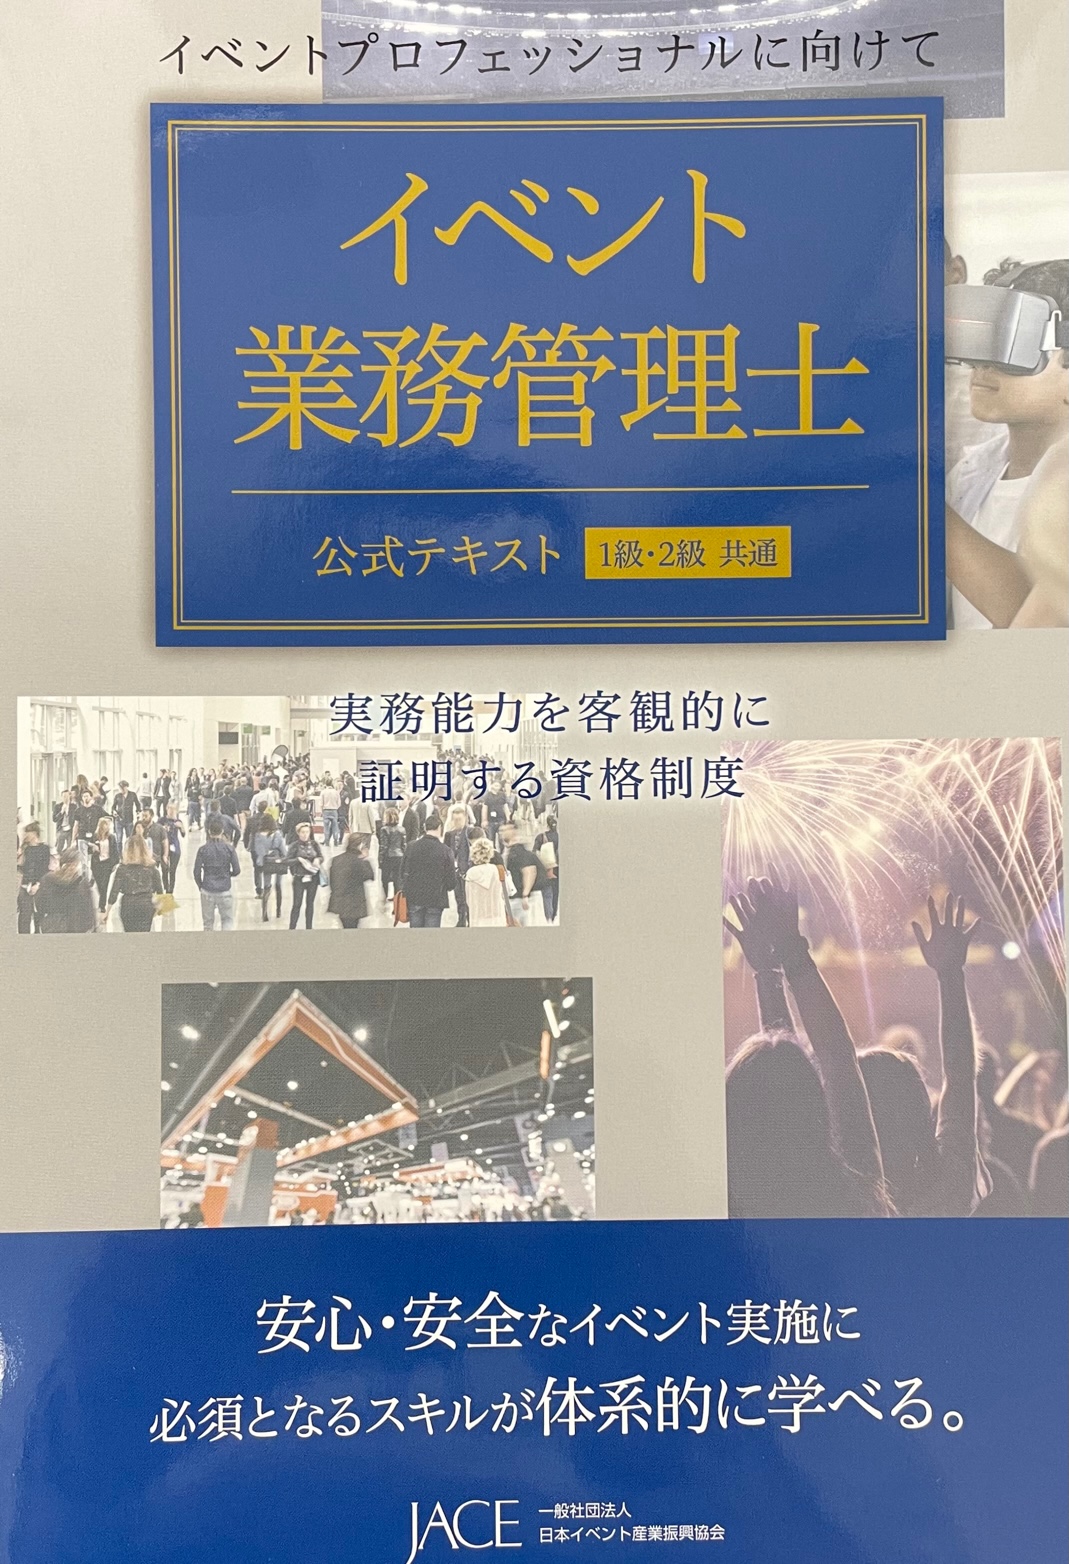 イベントプロフェッショナルに向けて
イベント
業務管理士
公式テキスト 1級・2級 共通
実務能力を客観的に
証明する資格制度
安心・安全なイベント実施に
必須となるスキルが体系的に学べる。
JACE 一般社団法人
日本イベント産業振興協会